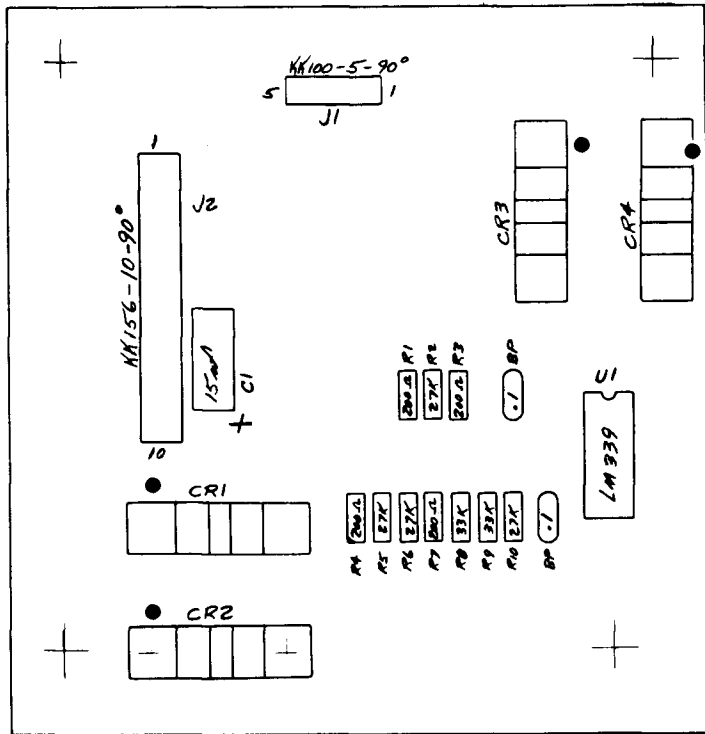 KK100-5-90°
5 1
J1
1
J2
KK156-10-90°
10
C1
+
CR3
CR4
R1 R2 R3 BP
200Ω 27K 200Ω .1
U1
LM339
CR1
200Ω 27K 27K 200Ω 33K 33K 27K .1
R4 R5 R6 R7 R8 R9 R10 BP
CR2